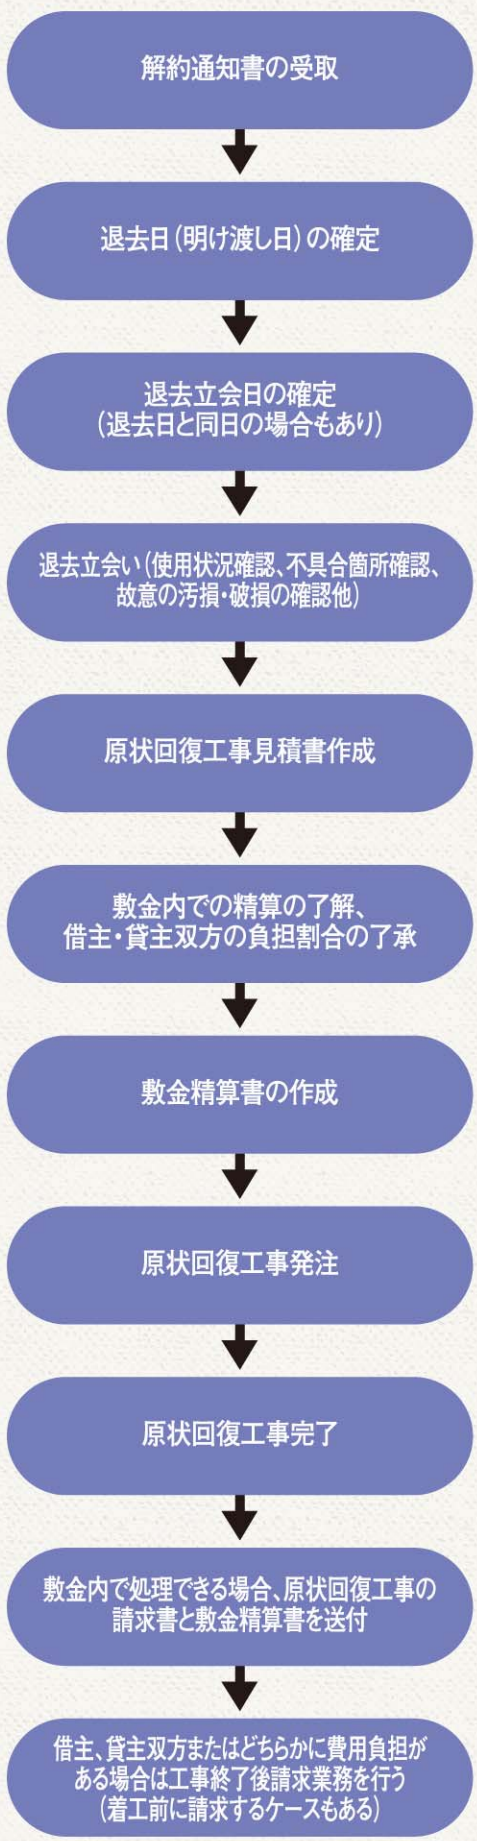 解約通知書の受取
退去日(明け渡し日)の確定
退去立会日の確定
(退去日と同日の場合もあり)
退去立会い(使用状況確認、不具合箇所確認、
故意の汚損・破損の確認他)
原状回復工事見積書作成
敷金内での精算の了解、
借主・貸主双方の負担割合の了承
敷金精算書の作成
原状回復工事発注
原状回復工事完了
敷金内で処理できる場合、原状回復工事の
請求書と敷金精算書を送付
借主、貸主双方またはどちらかに費用負担が
ある場合は工事終了後請求業務を行う
(着工前に請求するケースもある)